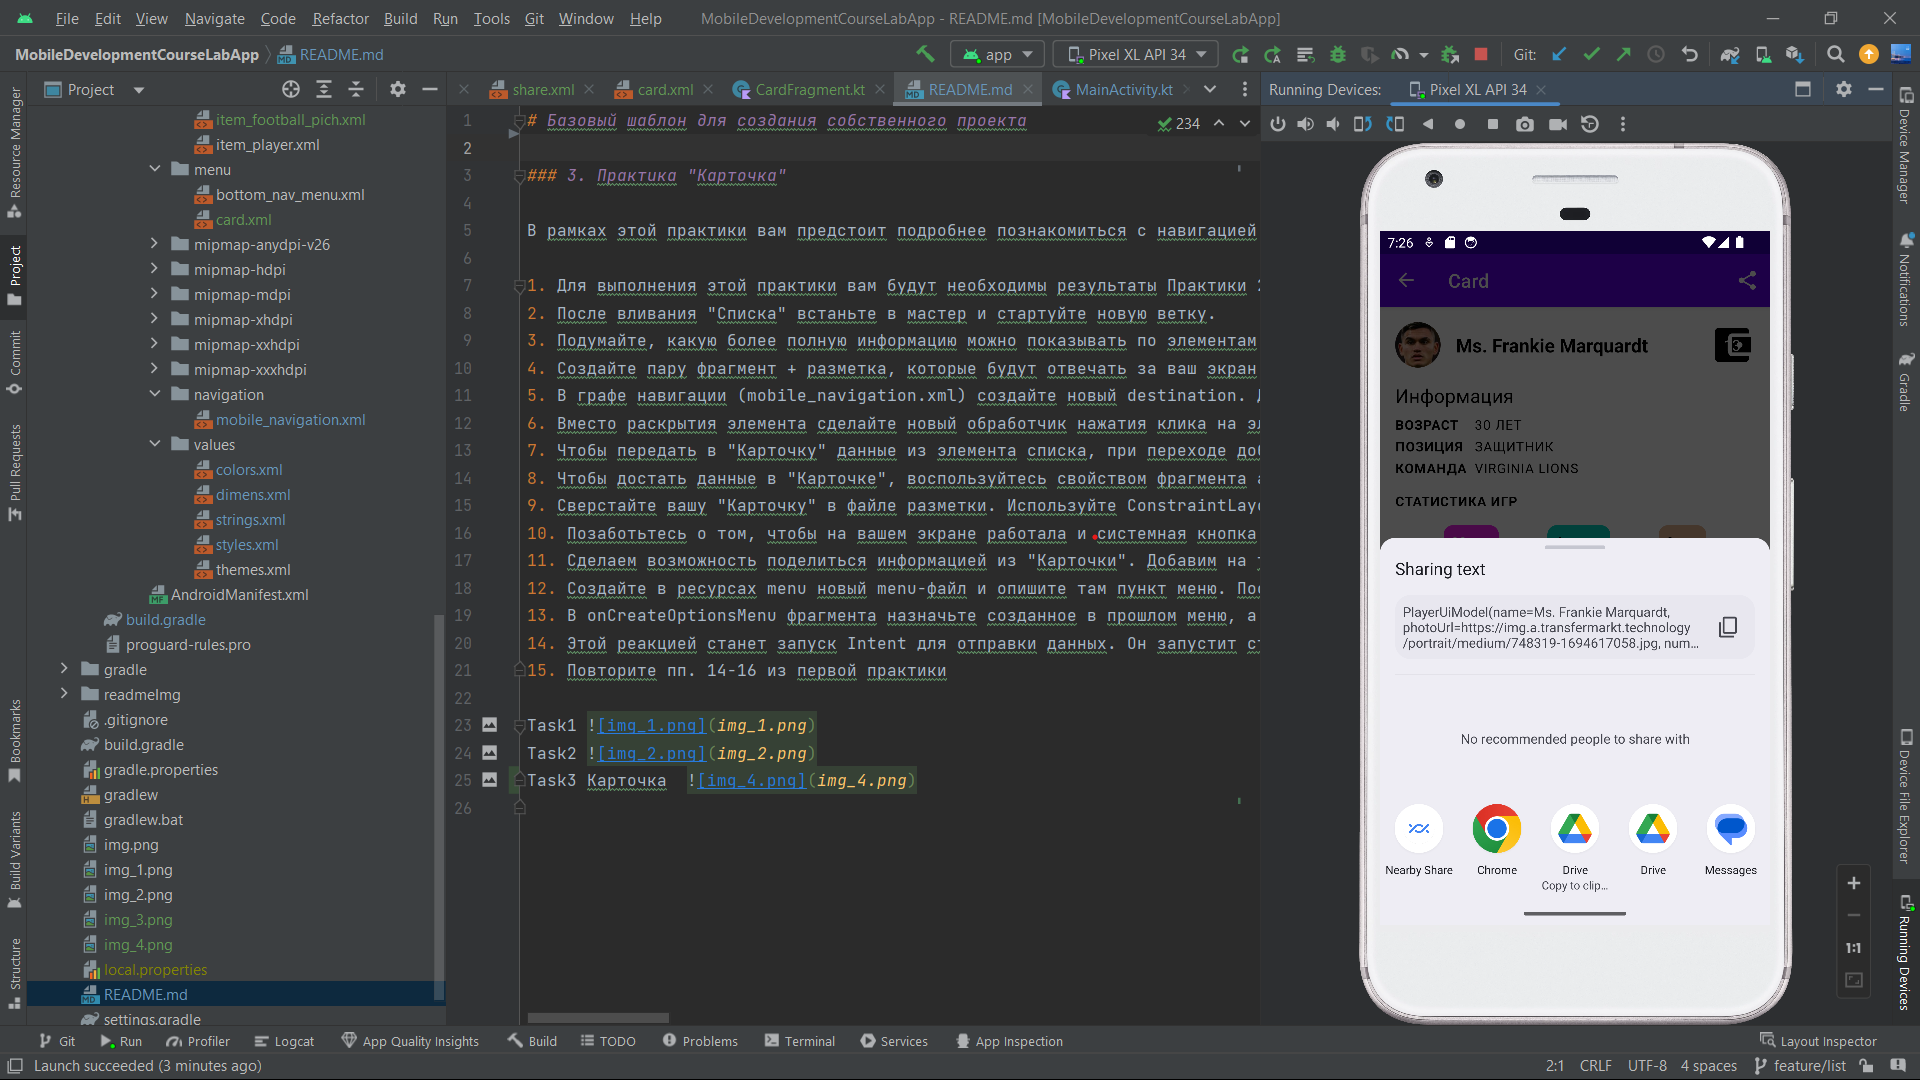 File Edit View Navigate Code Refactor Build Run Tools Git Window Help MobileDevelopmentCourseLabApp - README.md [MobileDevelopmentCourseLabApp]
MobileDevelopmentCourseLabApp README.md app Pixel XL API 34 Git:
Project
share.xml card.xml CardFragment.kt README.md MainActivity.kt
Running Devices: Pixel XL API 34
Resource Manager
Project
Commit
Pull Requests
Bookmarks
Build Variants
Structure
item_football_pich.xml
item_player.xml
menu
bottom_nav_menu.xml
card.xml
mipmap-anydpi-v26
mipmap-hdpi
mipmap-mdpi
mipmap-xhdpi
mipmap-xxhdpi
mipmap-xxxhdpi
navigation
mobile_navigation.xml
values
colors.xml
dimens.xml
strings.xml
styles.xml
themes.xml
AndroidManifest.xml
build.gradle
proguard-rules.pro
gradle
readmeImg
.gitignore
build.gradle
gradle.properties
gradlew
gradlew.bat
img.png
img_1.png
img_2.png
img_3.png
img_4.png
local.properties
README.md
settings.gradle
234
1 # Базовый шаблон для создания собственного проекта
2
3 ### 3. Практика "Карточка"
4
5 В рамках этой практики вам предстоит подробнее познакомиться с навигацией
6
7 1. Для выполнения этой практики вам будут необходимы результаты Практики
8 2. После вливания "Списка" встаньте в мастер и стартуйте новую ветку.
9 3. Подумайте, какую более полную информацию можно показывать по элементам
10 4. Создайте пару фрагмент + разметка, которые будут отвечать за ваш экран
11 5. В графе навигации (mobile_navigation.xml) создайте новый destination.
12 6. Вместо раскрытия элемента сделайте новый обработчик нажатия клика на
13 7. Чтобы передать в "Карточку" данные из элемента списка, при переходе
14 8. Чтобы достать данные в "Карточке", воспользуйтесь свойством фрагмента
15 9. Сверстайте вашу "Карточку" в файле разметки. Используйте
16 10. Позаботьтесь о том, чтобы на вашем экране работала и системная кнопка
17 11. Сделаем возможность поделиться информацией из "Карточки". Добавим на
18 12. Создайте в ресурсах menu новый menu-файл и опишите там пункт меню.
19 13. В onCreateOptionsMenu фрагмента назначьте созданное в прошлом меню, а
20 14. Этой реакцией станет запуск Intent для отправки данных. Он запустит
21 15. Повторите пп. 14-16 из первой практики
22
23 Task1 ![img_1.png](img_1.png)
24 Task2 ![img_2.png](img_2.png)
25 Task3 Карточка ![img_4.png](img_4.png)
26
7:26
Card
Ms. Frankie Marquardt
Информация
ВОЗРАСТ 30 ЛЕТ
ПОЗИЦИЯ ЗАЩИТНИК
КОМАНДА VIRGINIA LIONS
СТАТИСТИКА ИГР
Sharing text
PlayerUiModel(name=Ms. Frankie Marquardt,
photoUrl=https://img.a.transfermarkt.technology
/portrait/medium/748319-1694617058.jpg, num...
No recommended people to share with
Nearby Share Chrome Drive Drive Messages
Copy to clip...
1:1
Device Manager
Notifications
Gradle
Device File Explorer
Running Devices
Git Run Profiler Logcat App Quality Insights Build TODO Problems Terminal Services App Inspection Layout Inspector
Launch succeeded (3 minutes ago) 2:1 CRLF UTF-8 4 spaces feature/list